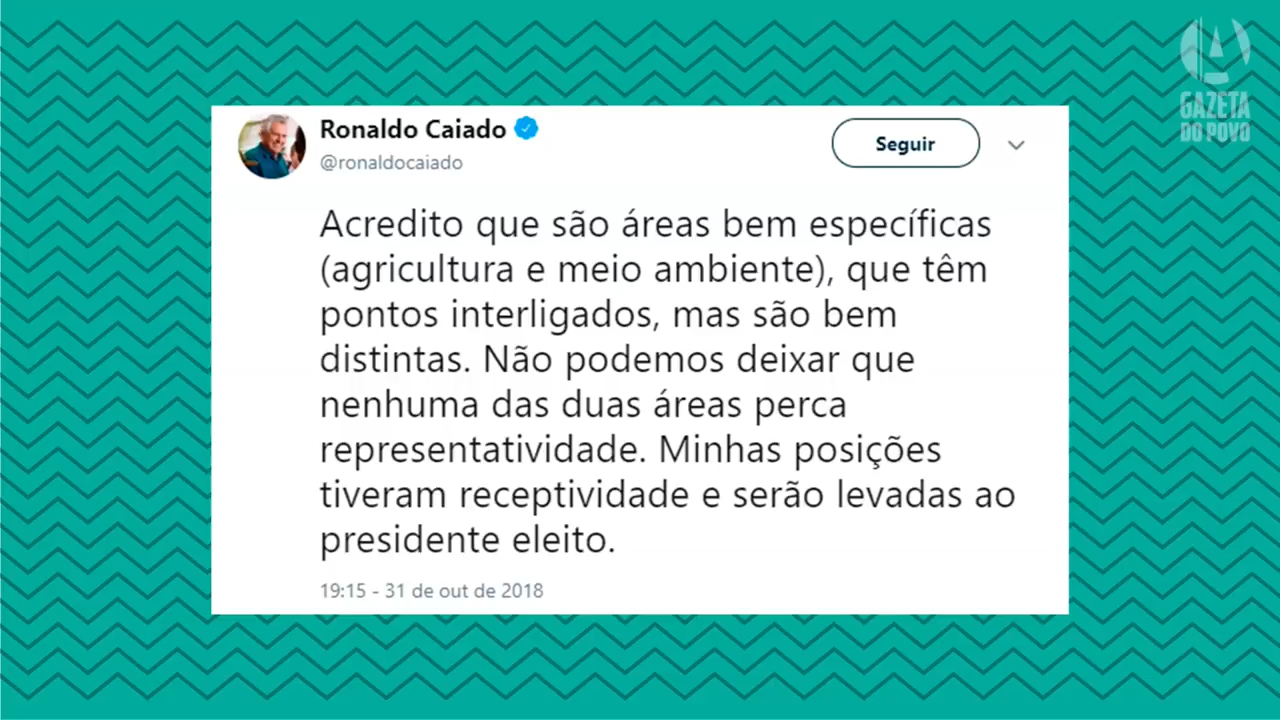 GAZETA
DO POVO
Ronaldo Caiado
@ronaldocaiado
Seguir
Acredito que são áreas bem específicas
(agricultura e meio ambiente), que têm
pontos interligados, mas são bem
distintas. Não podemos deixar que
nenhuma das duas áreas perca
representatividade. Minhas posições
tiveram receptividade e serão levadas ao
presidente eleito.
19:15 - 31 de out de 2018